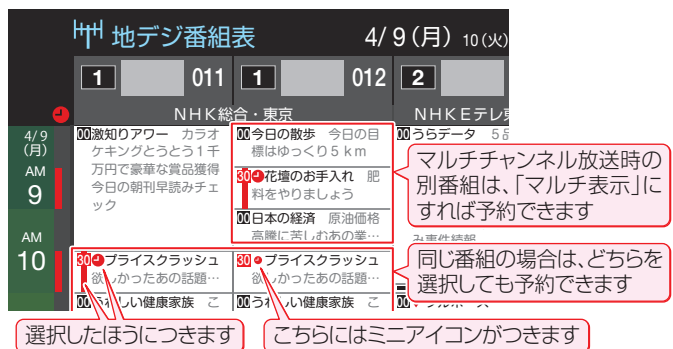 地デジ番組表 4/ 9（月） 10（火）
1 011 1 012 2
NHK総合・東京 NHKEテレ
4/9
（月）
AM
9
AM
10
00激知りアワー カラオ
ケキングとうとう1千
万円で豪華な賞品獲得
今日の朝刊早読みチェ
ック
00今日の散歩 今日の目
標はゆっくり5km
30花壇のお手入れ 肥
料をやりましょう
00日本の経済 原油価格
高騰に苦しむあの業…
00うらデータ
マルチチャンネル放送時の
別番組は、「マルチ表示」に
すれば予約できます
30プライスクラッシュ
欲しかったあの話題…
00うれしい健康家族 こ
30プライスクラッシュ
欲しかったあの話題…
00うれしい健康家族 こ
同じ番組の場合は、どちらを
選択しても予約できます
選択したほうにつきます
こちらにはミニアイコンがつきます